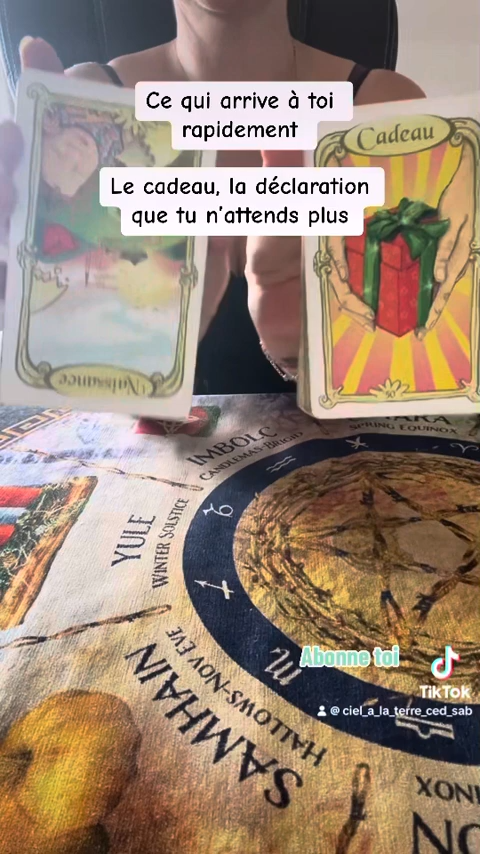 Ce qui arrive à toi
rapidement
Cadeau
Le cadeau, la déclaration
que tu n'attends plus
Naissance
50
IMBOLC
CANDLEMAS-BRIGID
SPRING EQUINOX
YULE
WINTER SOLSTICE
SAMHAIN
HALLOWS-NOV EVE
Abonne toi
TikTok
@ ciel_a_la_terre_ced_sab